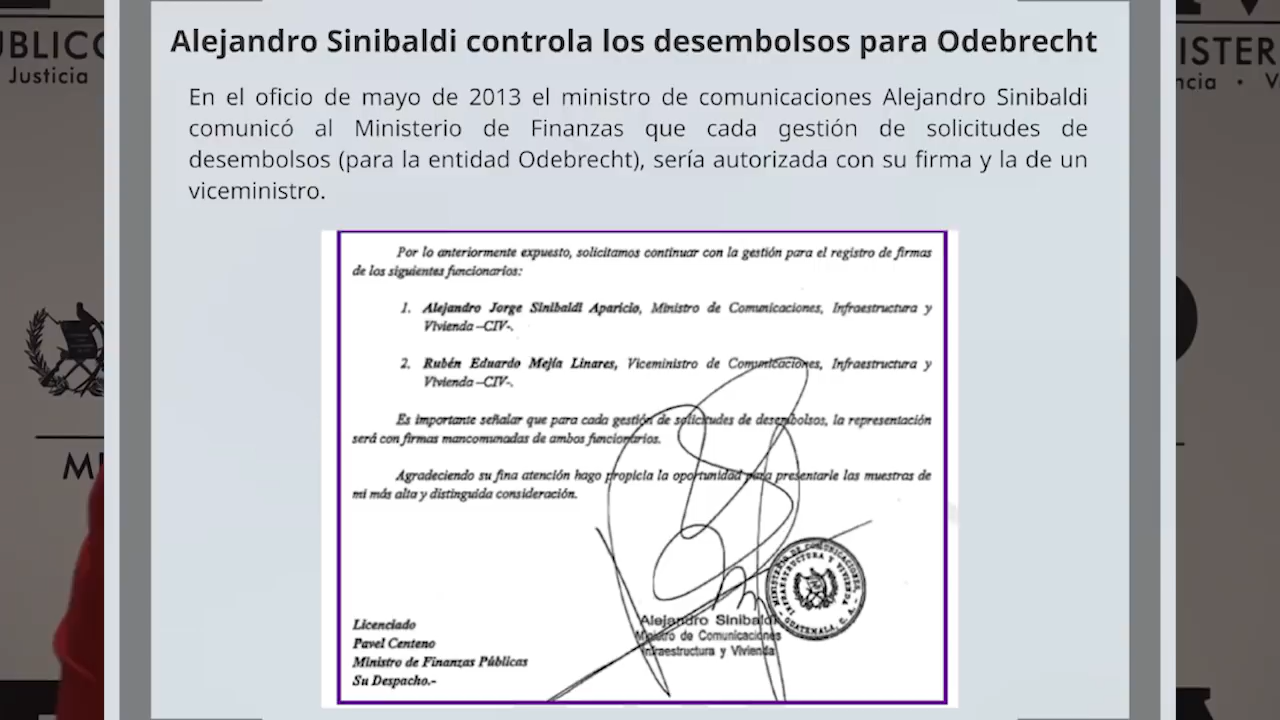 Alejandro Sinibaldi controla los desembolsos para Odebrecht
En el oficio de mayo de 2013 el ministro de comunicaciones Alejandro Sinibaldi
comunicó al Ministerio de Finanzas que cada gestión de solicitudes de
desembolsos (para la entidad Odebrecht), sería autorizada con su firma y la de un
viceministro.
Por lo anteriormente expuesto, solicitamos continuar con la gestión para el registro de firmas
de los siguientes funcionarios:
1. Alejandro Jorge Sinibaldi Aparicio, Ministro de Comunicaciones, Infraestructura y
Vivienda –CIV-.
2. Rubén Eduardo Mejía Linares, Viceministro de Comunicaciones, Infraestructura y
Vivienda –CIV-.
Es importante señalar que para cada gestión de solicitudes de desembolsos, la representación
será con firmas mancomunadas de ambos funcionarios.
Agradeciendo su fina atención hago propicia la oportunidad para presentarle las muestras de
mi más alta y distinguida consideración.
Alejandro Sinibaldi
Ministro de Comunicaciones
Infraestructura y Vivienda
MINISTERIO DE COMUNICACIONES,
INFRAESTRUCTURA Y VIVIENDA
GUATEMALA, C. A.
Licenciado
Pavel Centeno
Ministro de Finanzas Públicas
Su Despacho.-
Justicia